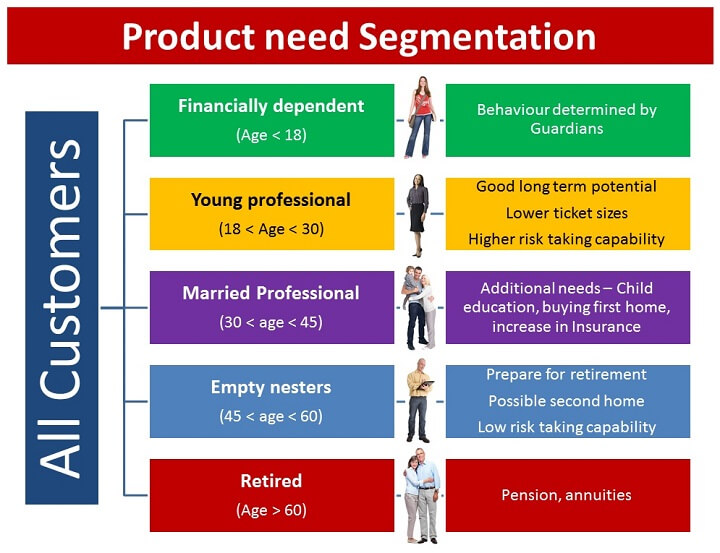 Product need Segmentation
All Customers
Financially dependent
(Age < 18)
Behaviour determined by
Guardians
Young professional
(18 < Age < 30)
Good long term potential
Lower ticket sizes
Higher risk taking capability
Married Professional
(30 < age < 45)
Additional needs – Child
education, buying first home,
increase in Insurance
Empty nesters
(45 < age < 60)
Prepare for retirement
Possible second home
Low risk taking capability
Retired
(Age > 60)
Pension, annuities